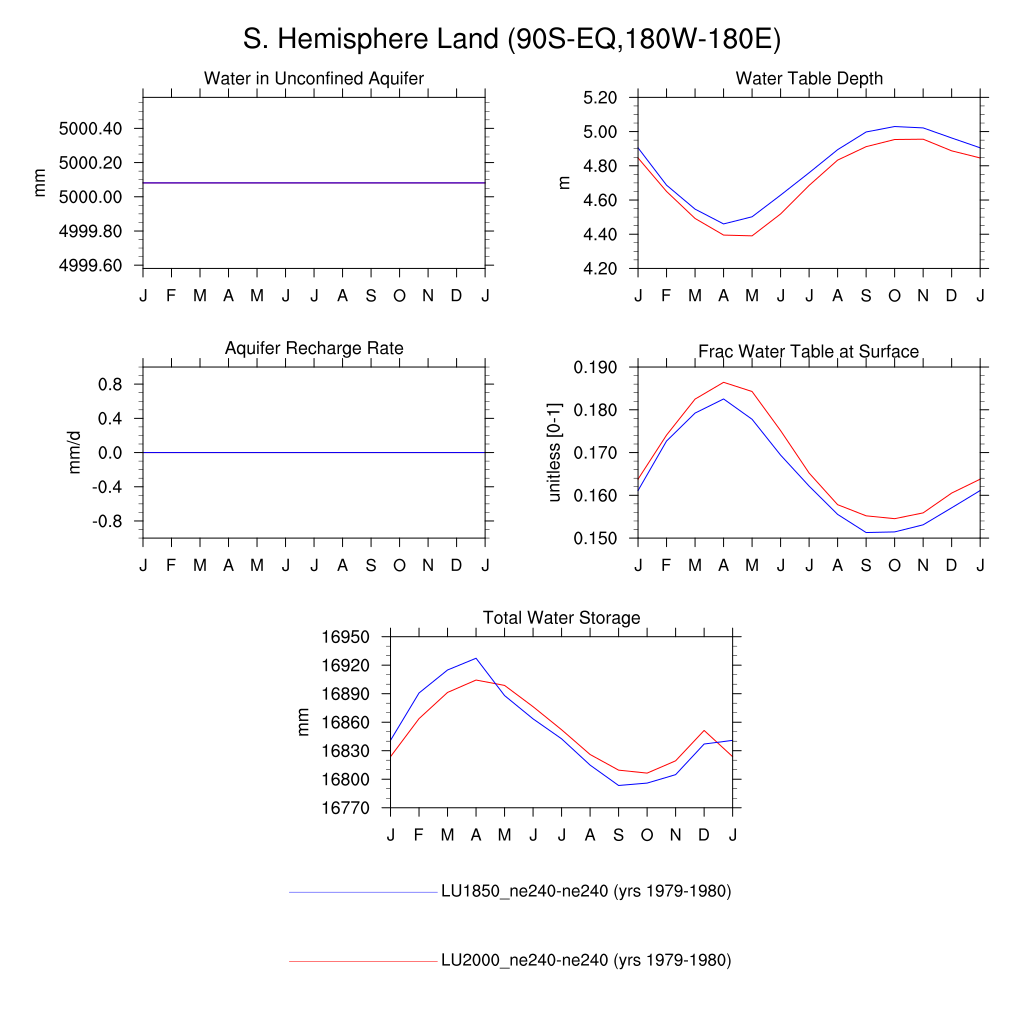 S. Hemisphere Land (90S-EQ,180W-180E)
Water in Unconfined Aquifer
5000.40
5000.20
5000.00
4999.80
4999.60
mm
J F M A M J J A S O N D J
Water Table Depth
5.20
5.00
4.80
4.60
4.40
4.20
m
J F M A M J J A S O N D J
Aquifer Recharge Rate
0.8
0.4
0.0
-0.4
-0.8
mm/d
J F M A M J J A S O N D J
Frac Water Table at Surface
0.190
0.180
0.170
0.160
0.150
unitless [0-1]
J F M A M J J A S O N D J
Total Water Storage
16950
16920
16890
16860
16830
16800
16770
mm
J F M A M J J A S O N D J
LU1850_ne240-ne240 (yrs 1979-1980)
LU2000_ne240-ne240 (yrs 1979-1980)